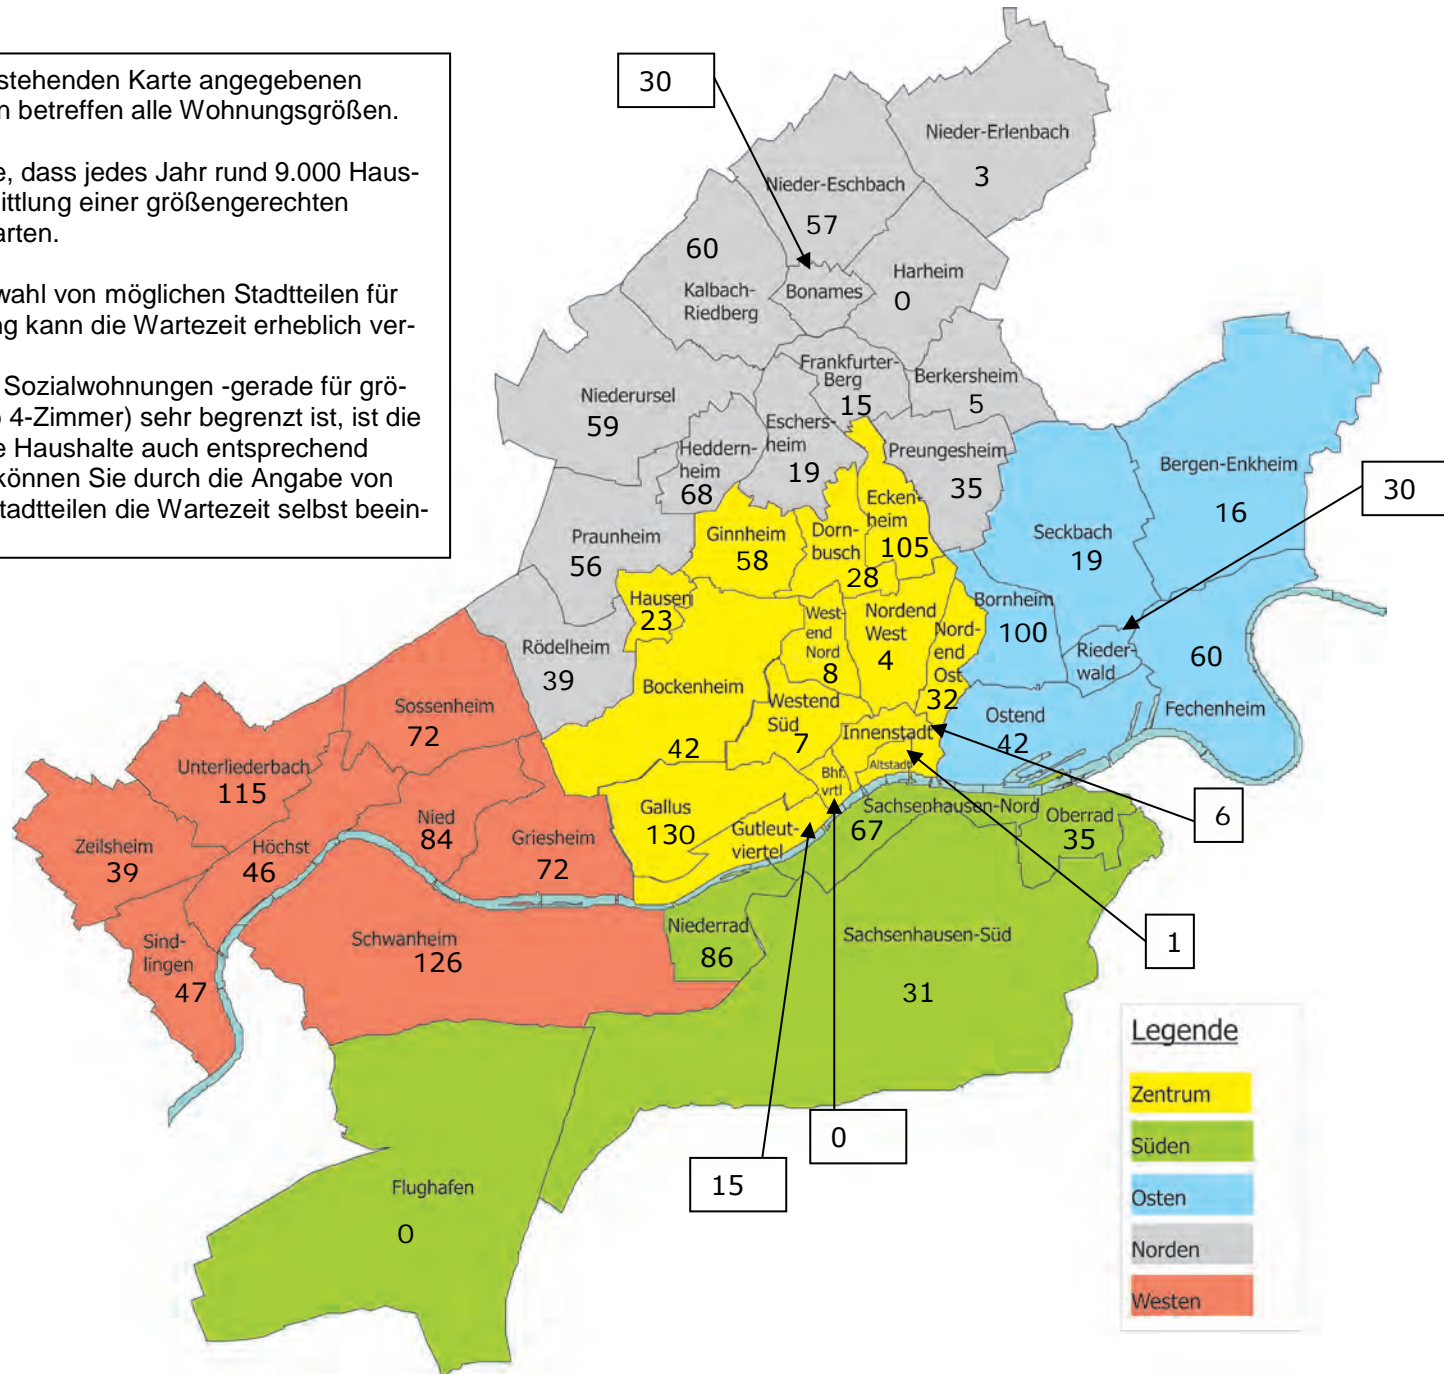 stehenden Karte angegebenen
n betreffen alle Wohnungsgrößen.
e, dass jedes Jahr rund 9.000 Haus-
ittlung einer größengerechten
arten.
wahl von möglichen Stadtteilen für
ng kann die Wartezeit erheblich ver-
Sozialwohnungen -gerade für grö-
4-Zimmer) sehr begrenzt ist, ist die
e Haushalte auch entsprechend
können Sie durch die Angabe von
tadtteilen die Wartezeit selbst beein-
30
Nieder-Erlenbach
3
Nieder-Eschbach
57
60
Kalbach-
Riedberg
Bonames
Harheim
0
Frankfurter-
Berg
15
Berkersheim
5
Niederursel
59
Eschers-
heim
19
Heddern-
heim
68
Preungesheim
35
Praunheim
56
Ginnheim
58
Dorn-
busch
28
Ecken-
heim
105
Bergen-Enkheim
16
30
Seckbach
19
Hausen
23
Rödelheim
39
Bornheim
100
Rieder-
wald
60
Fechenheim
West-
end
Nord
8
Nordend
West
4
Nord-
end
Ost
32
Bockenheim
42
Westend
Süd
7
Innenstadt
Altstadt
Ostend
42
Sossenheim
72
Unterliederbach
115
Bhf.
vrtl
Gallus
130
Gutleut-
viertel
Sachsenhausen-Nord
67
Oberrad
35
6
Nied
84
Griesheim
72
Höchst
46
Zeilsheim
39
Sind-
lingen
47
Schwanheim
126
Niederrad
86
Sachsenhausen-Süd
31
1
0
15
Flughafen
0
Legende
Zentrum
Süden
Osten
Norden
Westen